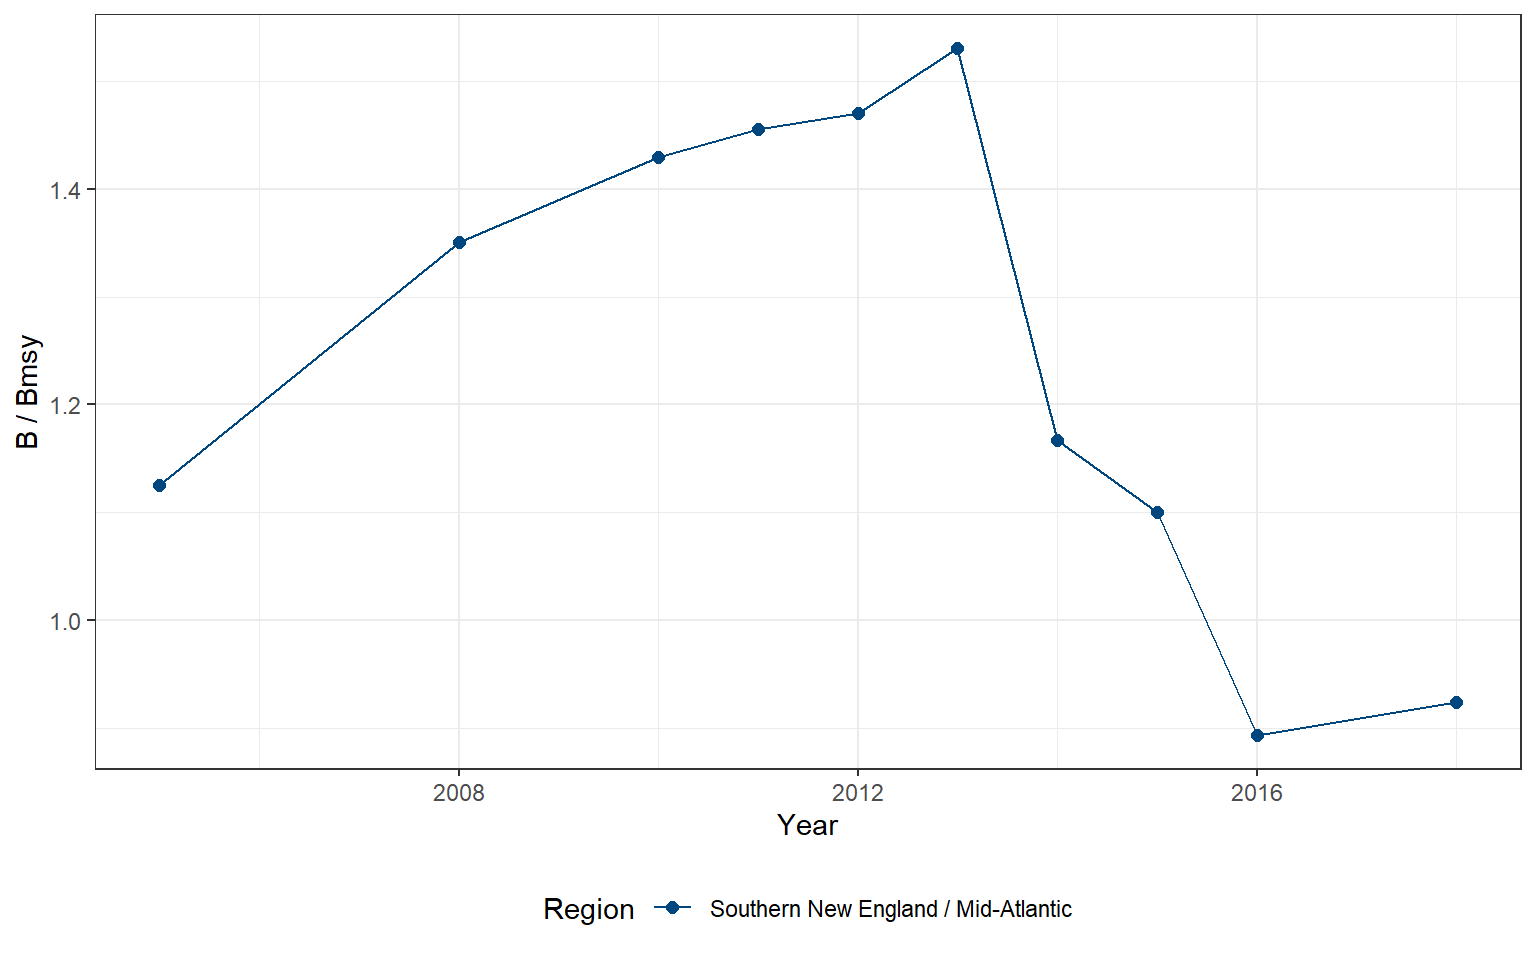 B / Bmsy
1.4
1.2
1.0
2008 2012 2016
Year
Region Southern New England / Mid-Atlantic